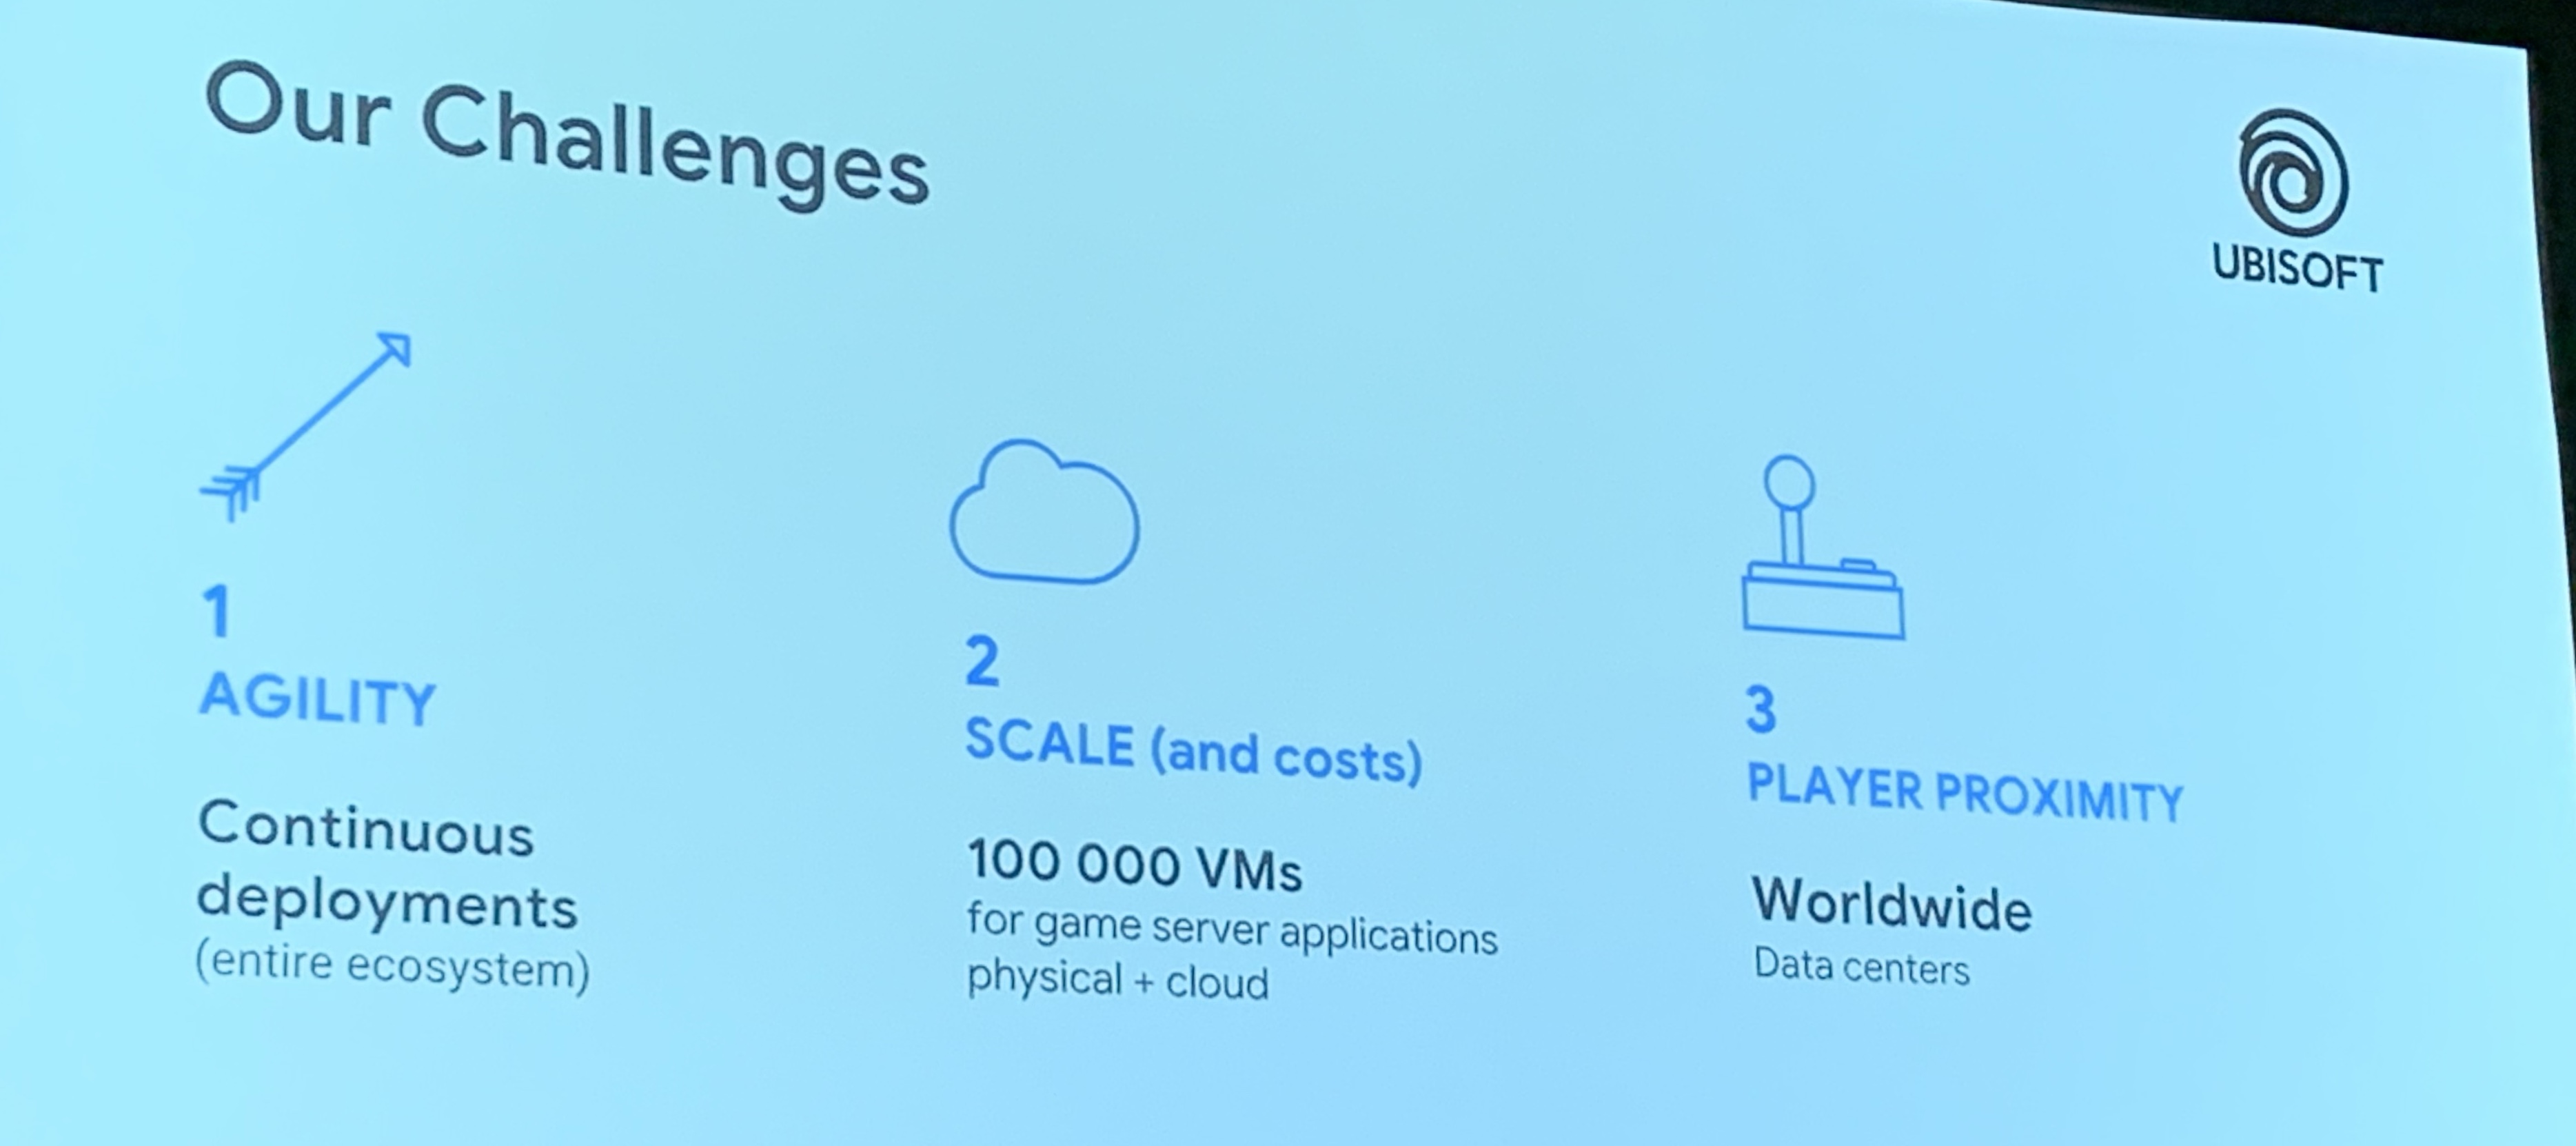 Our Challenges
UBISOFT
1
AGILITY
Continuous
deployments
(entire ecosystem)
2
SCALE (and costs)
100 000 VMs
for game server applications
physical + cloud
3
PLAYER PROXIMITY
Worldwide
Data centers